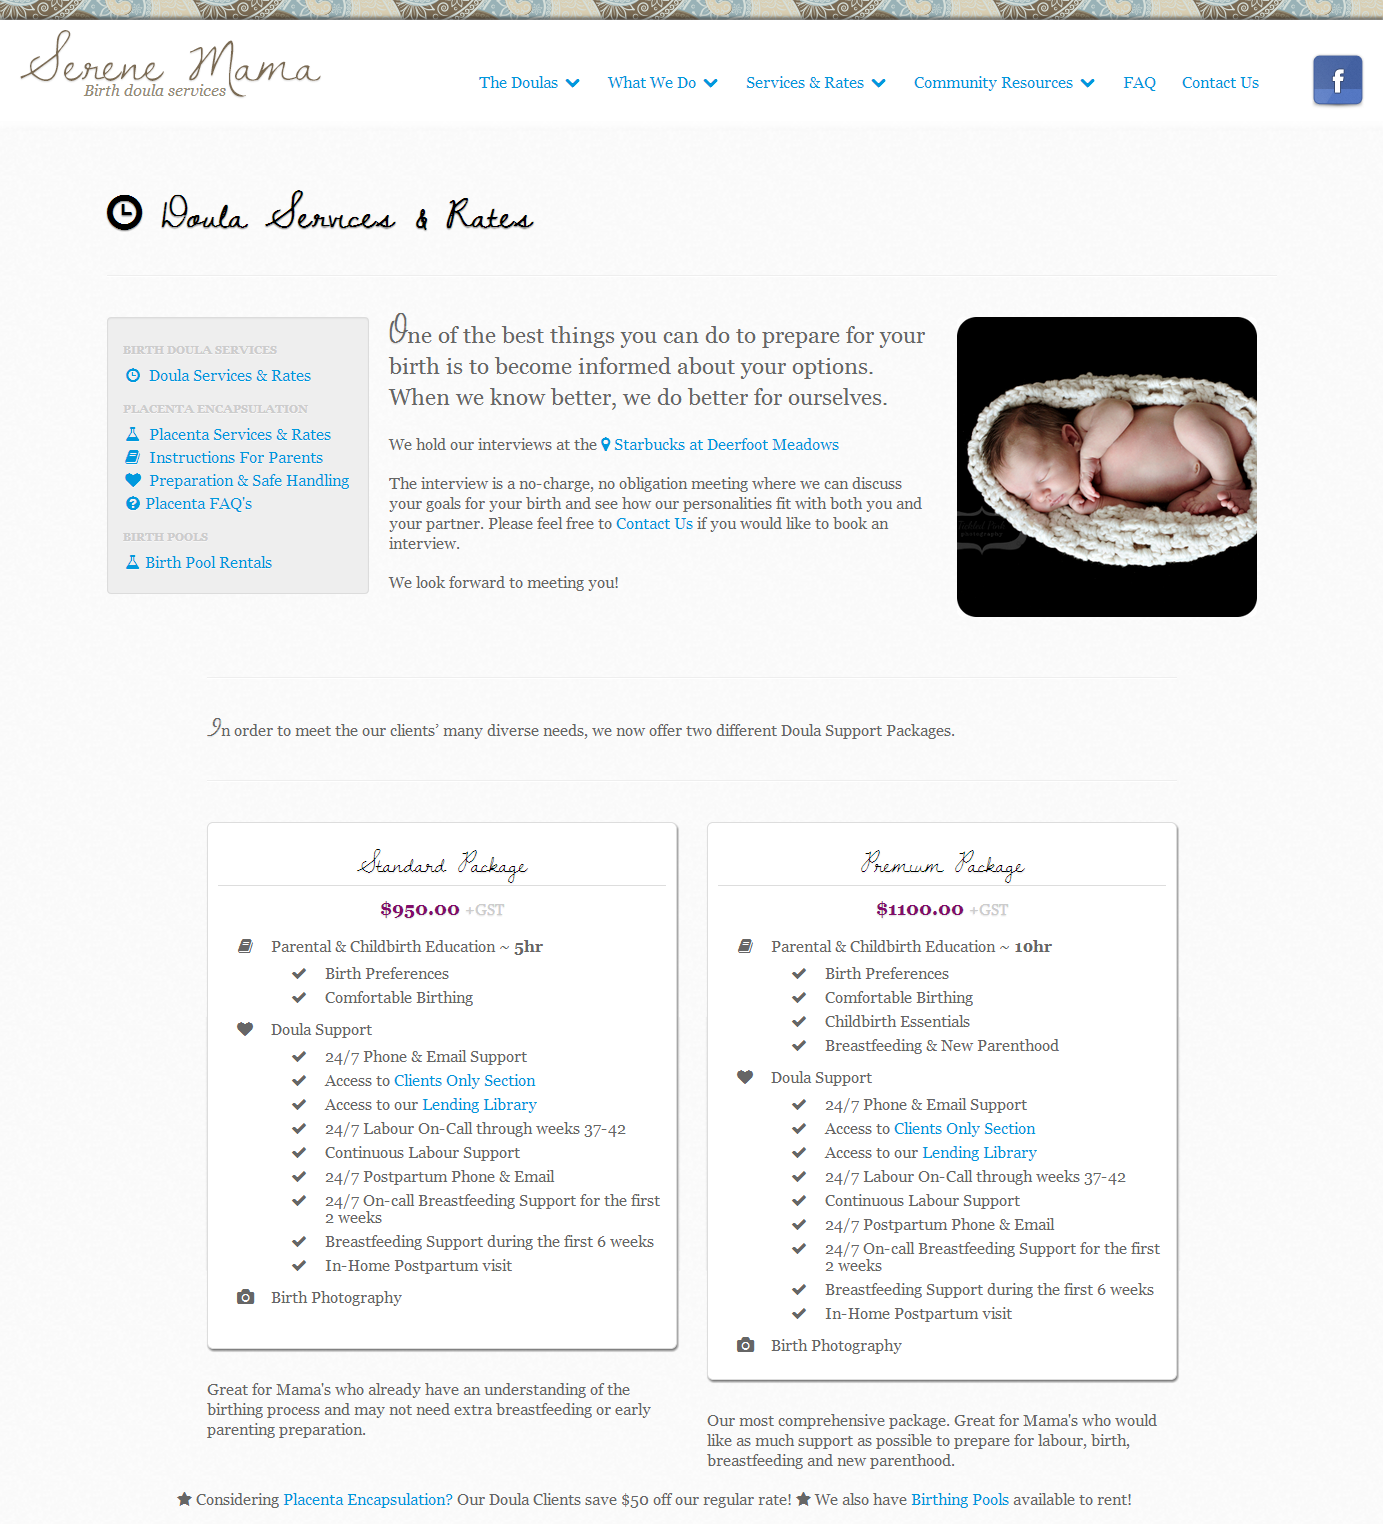 Serene Mama
Birth doula services
The Doulas
What We Do
Services & Rates
Community Resources
FAQ
Contact Us
f
Doula Services & Rates
BIRTH DOULA SERVICES
Doula Services & Rates
PLACENTA ENCAPSULATION
Placenta Services & Rates
Instructions For Parents
Preparation & Safe Handling
Placenta FAQ's
BIRTH POOLS
Birth Pool Rentals
One of the best things you can do to prepare for your
birth is to become informed about your options.
When we know better, we do better for ourselves.
We hold our interviews at the Starbucks at Deerfoot Meadows
The interview is a no-charge, no obligation meeting where we can discuss
your goals for your birth and see how our personalities fit with both you and
your partner. Please feel free to Contact Us if you would like to book an
interview.
We look forward to meeting you!
photography
In order to meet the our clients’ many diverse needs, we now offer two different Doula Support Packages.
Standard Package
$950.00 +GST
Parental & Childbirth Education ~ 5hr
Birth Preferences
Comfortable Birthing
Doula Support
24/7 Phone & Email Support
Access to Clients Only Section
Access to our Lending Library
24/7 Labour On-Call through weeks 37-42
Continuous Labour Support
24/7 Postpartum Phone & Email
24/7 On-call Breastfeeding Support for the first
2 weeks
Breastfeeding Support during the first 6 weeks
In-Home Postpartum visit
Birth Photography
Great for Mama's who already have an understanding of the
birthing process and may not need extra breastfeeding or early
parenting preparation.
Premium Package
$1100.00 +GST
Parental & Childbirth Education ~ 10hr
Birth Preferences
Comfortable Birthing
Childbirth Essentials
Breastfeeding & New Parenthood
Doula Support
24/7 Phone & Email Support
Access to Clients Only Section
Access to our Lending Library
24/7 Labour On-Call through weeks 37-42
Continuous Labour Support
24/7 Postpartum Phone & Email
24/7 On-call Breastfeeding Support for the first
2 weeks
Breastfeeding Support during the first 6 weeks
In-Home Postpartum visit
Birth Photography
Our most comprehensive package. Great for Mama's who would
like as much support as possible to prepare for labour, birth,
breastfeeding and new parenthood.
Considering Placenta Encapsulation? Our Doula Clients save $50 off our regular rate! We also have Birthing Pools available to rent!